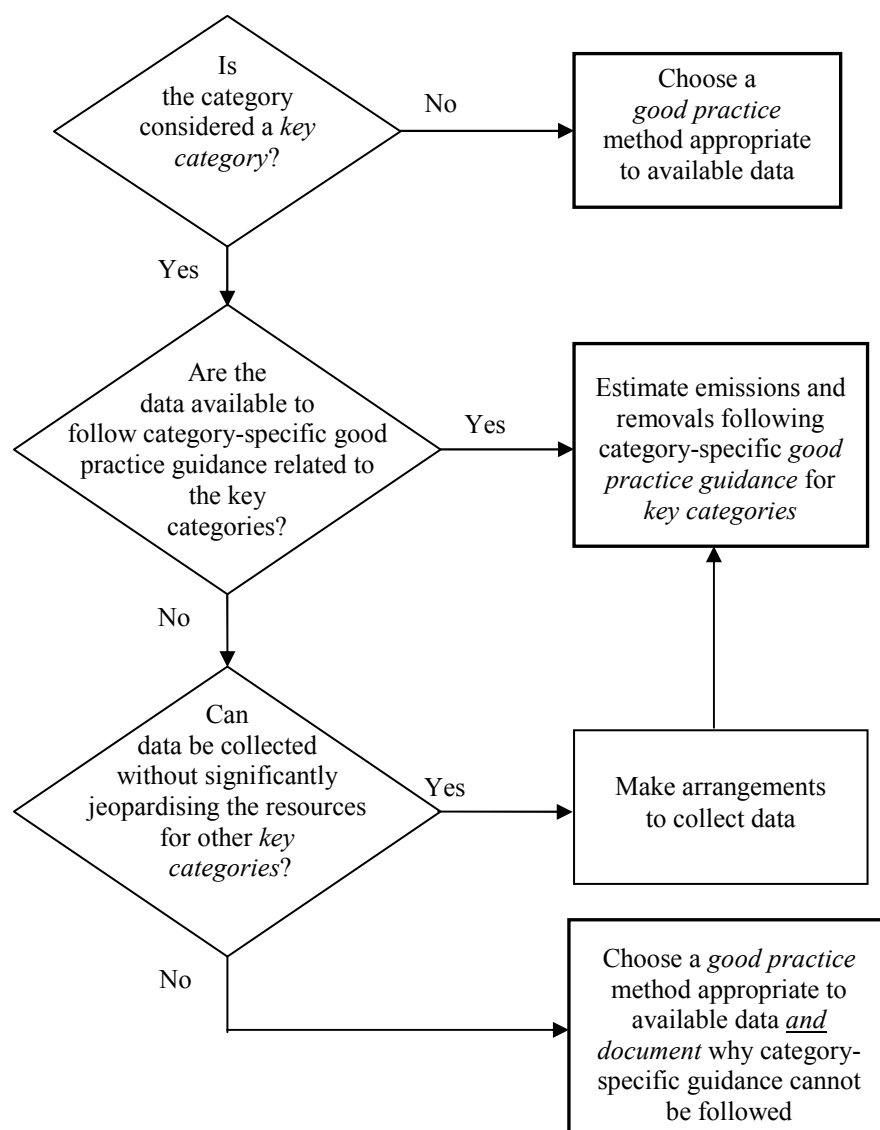 Is
the category
considered a key
category?
No
Choose a
good practice
method appropriate
to available data
Yes
Are the
data available to
follow category-specific good
practice guidance related to
the key
categories?
Yes
Estimate emissions and
removals following
category-specific good
practice guidance for
key categories
No
Can
data be collected
without significantly
jeopardising the resources
for other key
categories?
Yes
Make arrangements
to collect data
No
Choose a good practice
method appropriate to
available data and
document why category-
specific guidance cannot
be followed